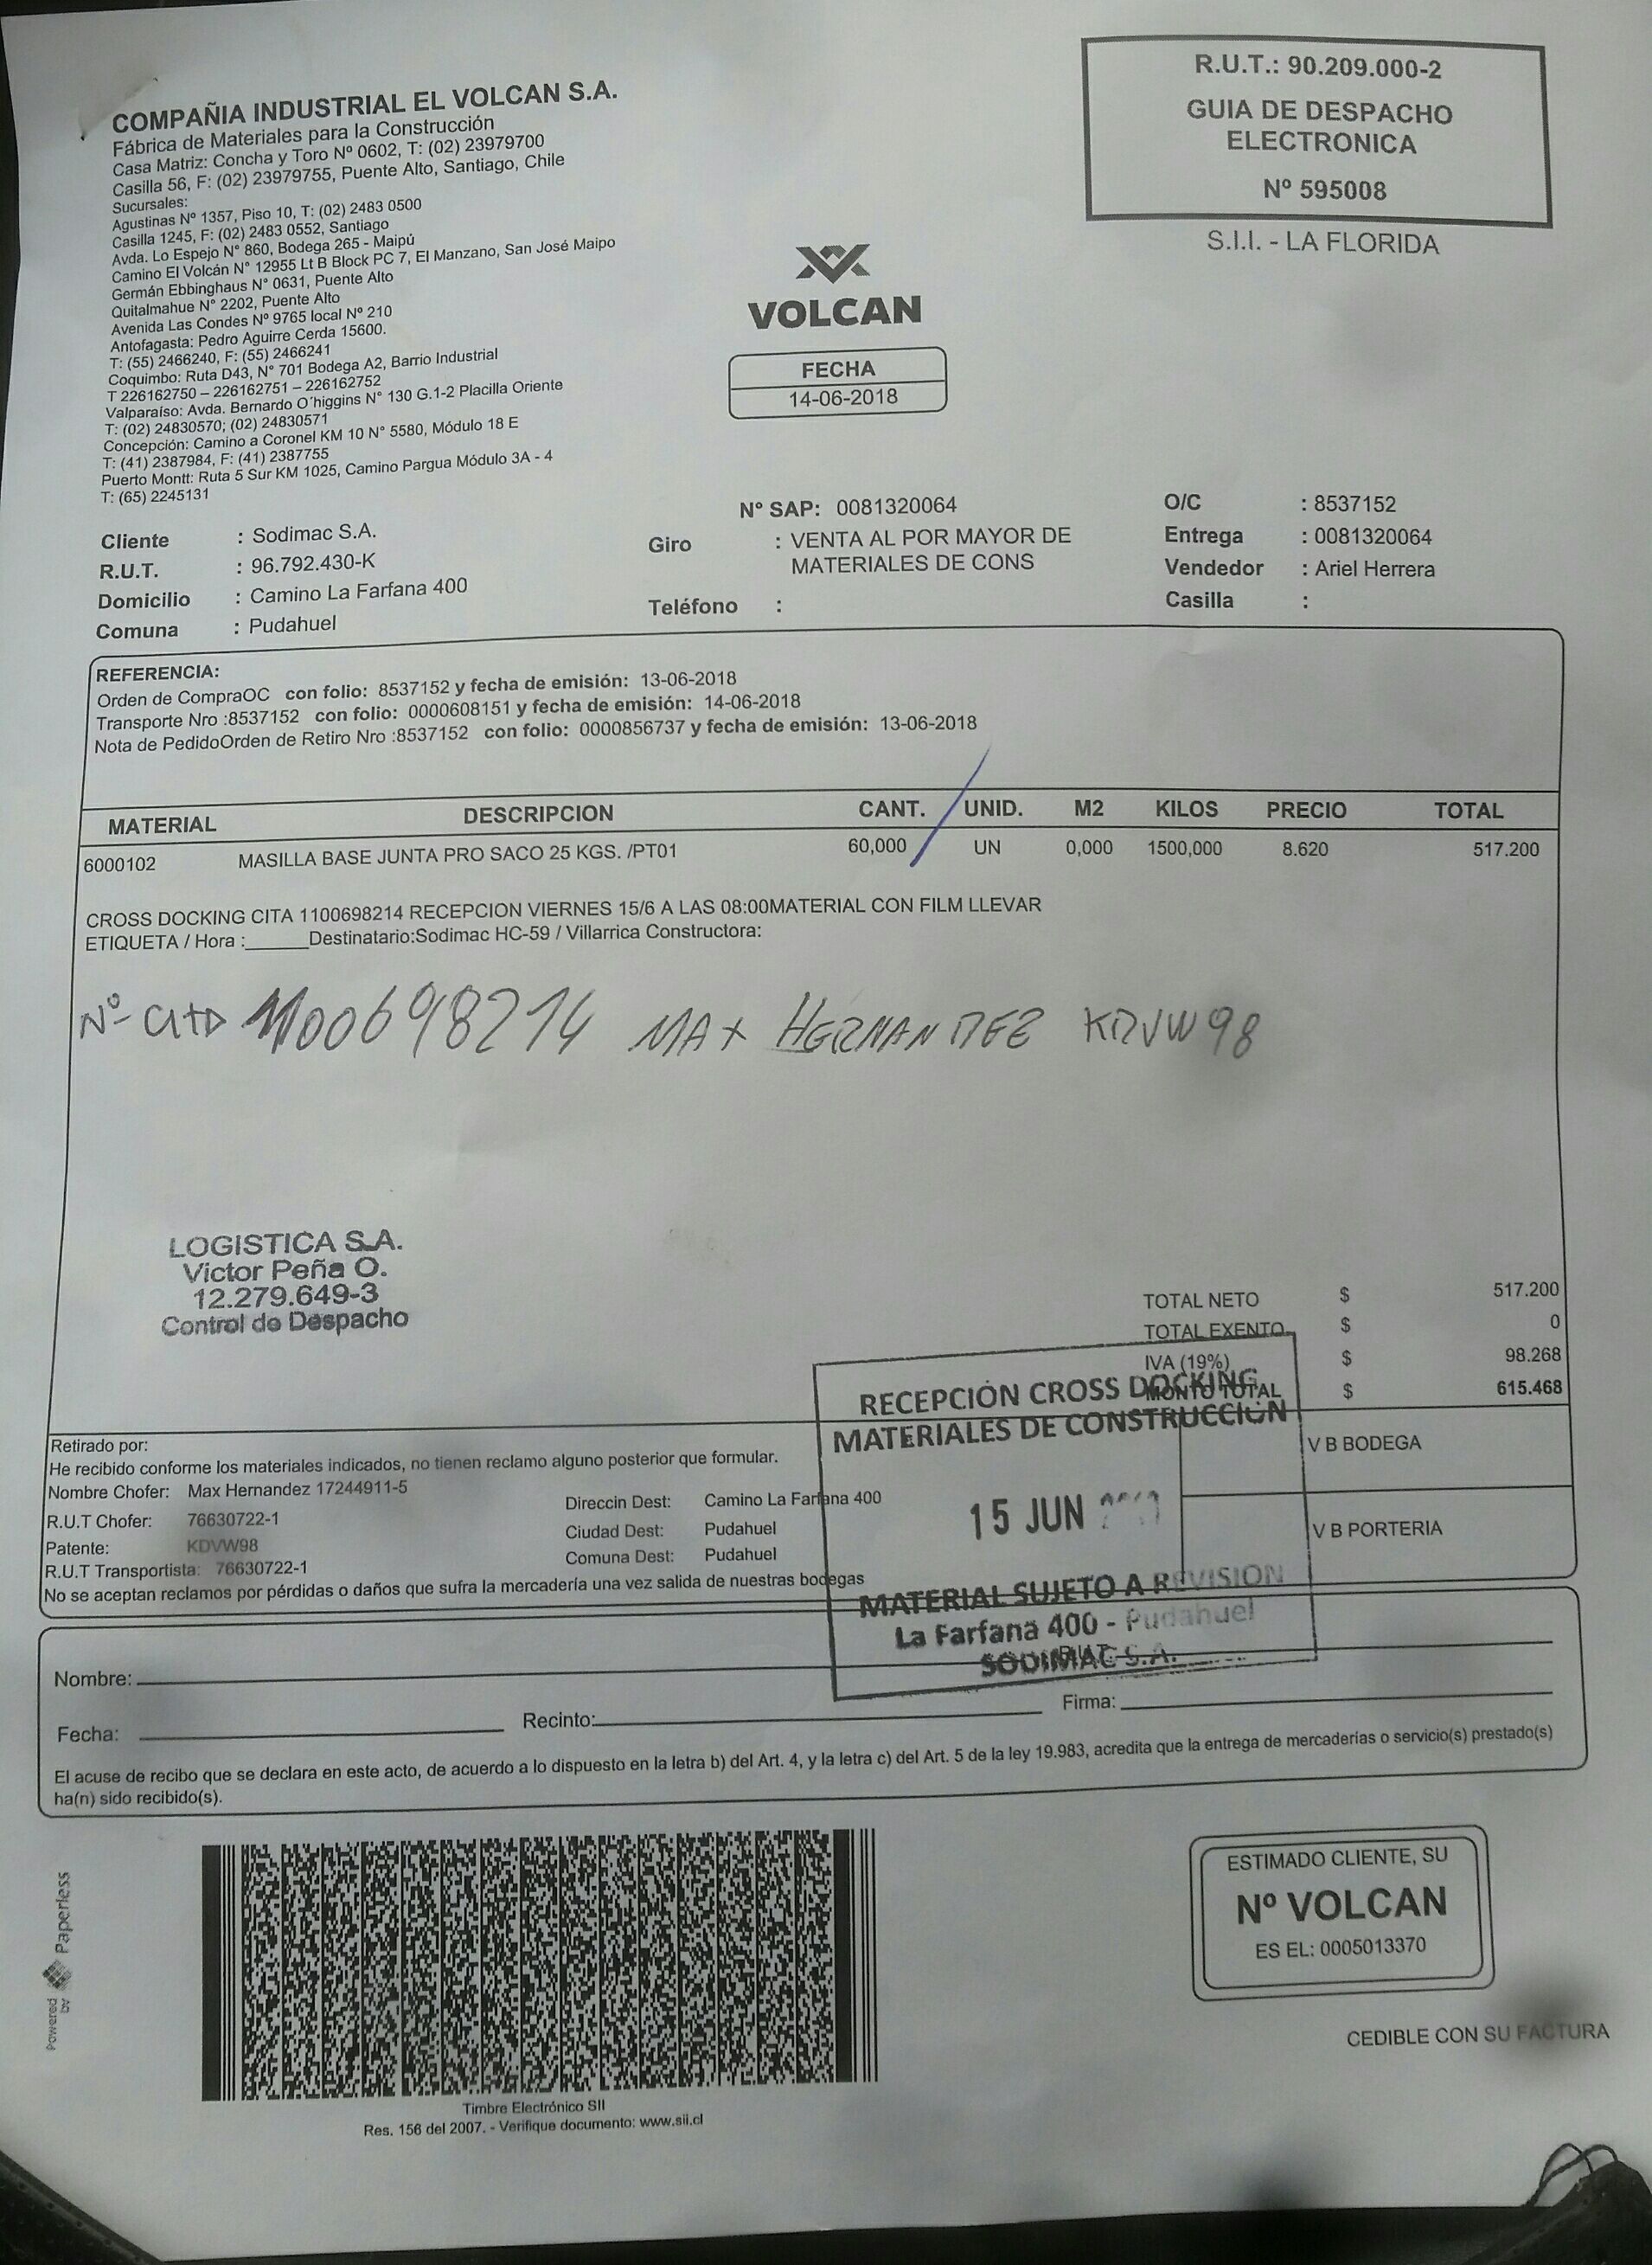 COMPAÑIA INDUSTRIAL EL VOLCAN S.A.
Fábrica de Materiales para la Construcción
Casa Matriz: Concha y Toro Nº 0602, T: (02) 23979700
Casilla 56, F: (02) 23979755, Puente Alto, Santiago, Chile
Sucursales:
Agustinas Nº 1357, Piso 10, T: (02) 2483 0500
Casilla 1245, F: (02) 2483 0552, Santiago
Avda. Lo Espejo N° 860, Bodega 265 - Maipú
Camino El Volcán N° 12955 Lt B Block PC 7, El Manzano, San José Maipo
Germán Ebbinghaus N° 0631, Puente Alto
Quitalmahue N° 2202, Puente Alto
Avenida Las Condes Nº 9765 local Nº 210
Antofagasta: Pedro Aguirre Cerda 15600.
T: (55) 2466240, F: (55) 2466241
Coquimbo: Ruta D43, N° 701 Bodega A2, Barrio Industrial
T 226162750 – 226162751 – 226162752
Valparaíso: Avda. Bernardo O´higgins N° 130 G.1-2 Placilla Oriente
T: (02) 24830570; (02) 24830571
Concepción: Camino a Coronel KM 10 N° 5580, Módulo 18 E
T: (41) 2387984, F: (41) 2387755
Puerto Montt: Ruta 5 Sur KM 1025, Camino Pargua Módulo 3A - 4
T: (65) 2245131
R.U.T.: 90.209.000-2
GUIA DE DESPACHO
ELECTRONICA
Nº 595008
S.I.I. - LA FLORIDA
VOLCAN
FECHA
14-06-2018
Nº SAP: 0081320064
Cliente : Sodimac S.A.
R.U.T. : 96.792.430-K
Domicilio : Camino La Farfana 400
Comuna : Pudahuel
Giro : VENTA AL POR MAYOR DE
MATERIALES DE CONS
Teléfono :
O/C : 8537152
Entrega : 0081320064
Vendedor : Ariel Herrera
Casilla :
REFERENCIA:
Orden de CompraOC con folio: 8537152 y fecha de emisión: 13-06-2018
Transporte Nro :8537152 con folio: 0000608151 y fecha de emisión: 14-06-2018
Nota de PedidoOrden de Retiro Nro :8537152 con folio: 0000856737 y fecha de emisión: 13-06-2018
MATERIAL DESCRIPCION CANT. UNID. M2 KILOS PRECIO TOTAL
6000102 MASILLA BASE JUNTA PRO SACO 25 KGS. /PT01 60,000 UN 0,000 1500,000 8.620 517.200
CROSS DOCKING CITA 1100698214 RECEPCION VIERNES 15/6 A LAS 08:00MATERIAL CON FILM LLEVAR
ETIQUETA / Hora :______Destinatario:Sodimac HC-59 / Villarrica Constructora:
Nº CitA 1100698214 MAX HERNANDEZ KDVW98
LOGISTICA S.A.
Victor Peña O.
12.279.649-3
Control de Despacho
TOTAL NETO $ 517.200
TOTAL EXENTO $ 0
IVA (19%) $ 98.268
MONTO TOTAL $ 615.468
RECEPCIÓN CROSS DOCKING
MATERIALES DE CONSTRUCCIÓN
15 JUN
MATERIAL SUJETO A REVISION
La Farfana 400 - Pudahuel
SODIMAC S.A.
Retirado por:
He recibido conforme los materiales indicados, no tienen reclamo alguno posterior que formular.
Nombre Chofer: Max Hernandez 17244911-5
R.U.T Chofer: 76630722-1
Patente: KDVW98
R.U.T Transportista: 76630722-1
Direccin Dest: Camino La Farfana 400
Ciudad Dest: Pudahuel
Comuna Dest: Pudahuel
V B BODEGA
V B PORTERIA
No se aceptan reclamos por pérdidas o daños que sufra la mercadería una vez salida de nuestras bodegas
Nombre:
Fecha: Recinto: Firma:
El acuse de recibo que se declara en este acto, de acuerdo a lo dispuesto en la letra b) del Art. 4, y la letra c) del Art. 5 de la ley 19.983, acredita que la entrega de mercaderías o servicio(s) prestado(s)
ha(n) sido recibido(s).
Powered by Paperless
Timbre Electrónico SII
Res. 156 del 2007. - Verifique documento: www.sii.cl
ESTIMADO CLIENTE, SU
Nº VOLCAN
ES EL: 0005013370
CEDIBLE CON SU FACTURA